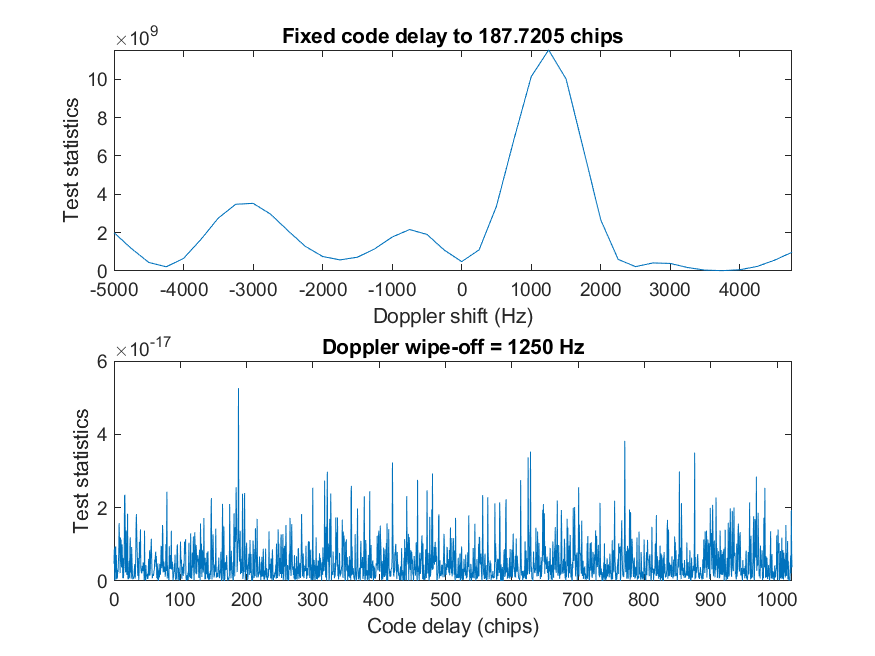 ×10^9
Fixed code delay to 187.7205 chips
10
8
6
4
2
0
Test statistics
-5000 -4000 -3000 -2000 -1000 0 1000 2000 3000 4000
Doppler shift (Hz)
×10^-17
Doppler wipe-off = 1250 Hz
6
4
2
0
Test statistics
0 100 200 300 400 500 600 700 800 900 1000
Code delay (chips)